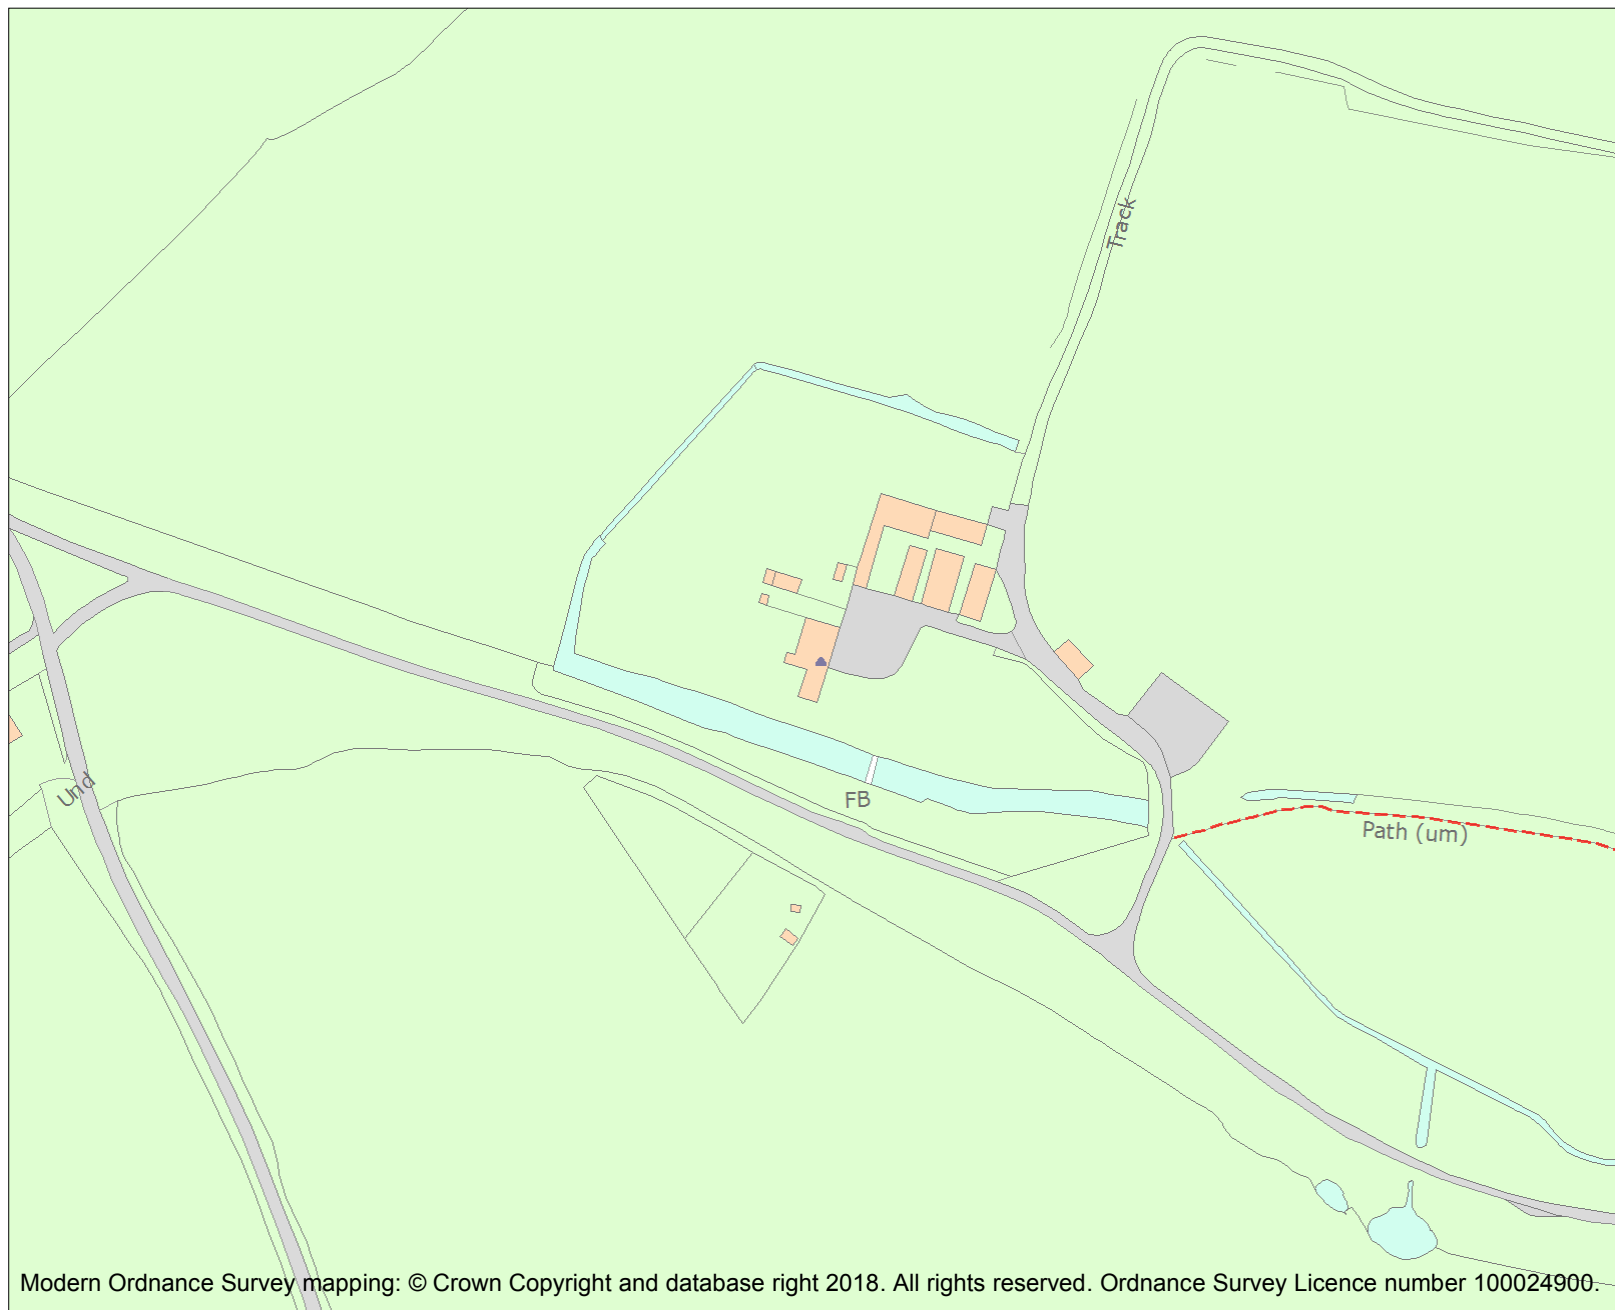 Track
Und
FB
Path (um)
Modern Ordnance Survey mapping: © Crown Copyright and database right 2018. All rights reserved. Ordnance Survey Licence number 100024900.